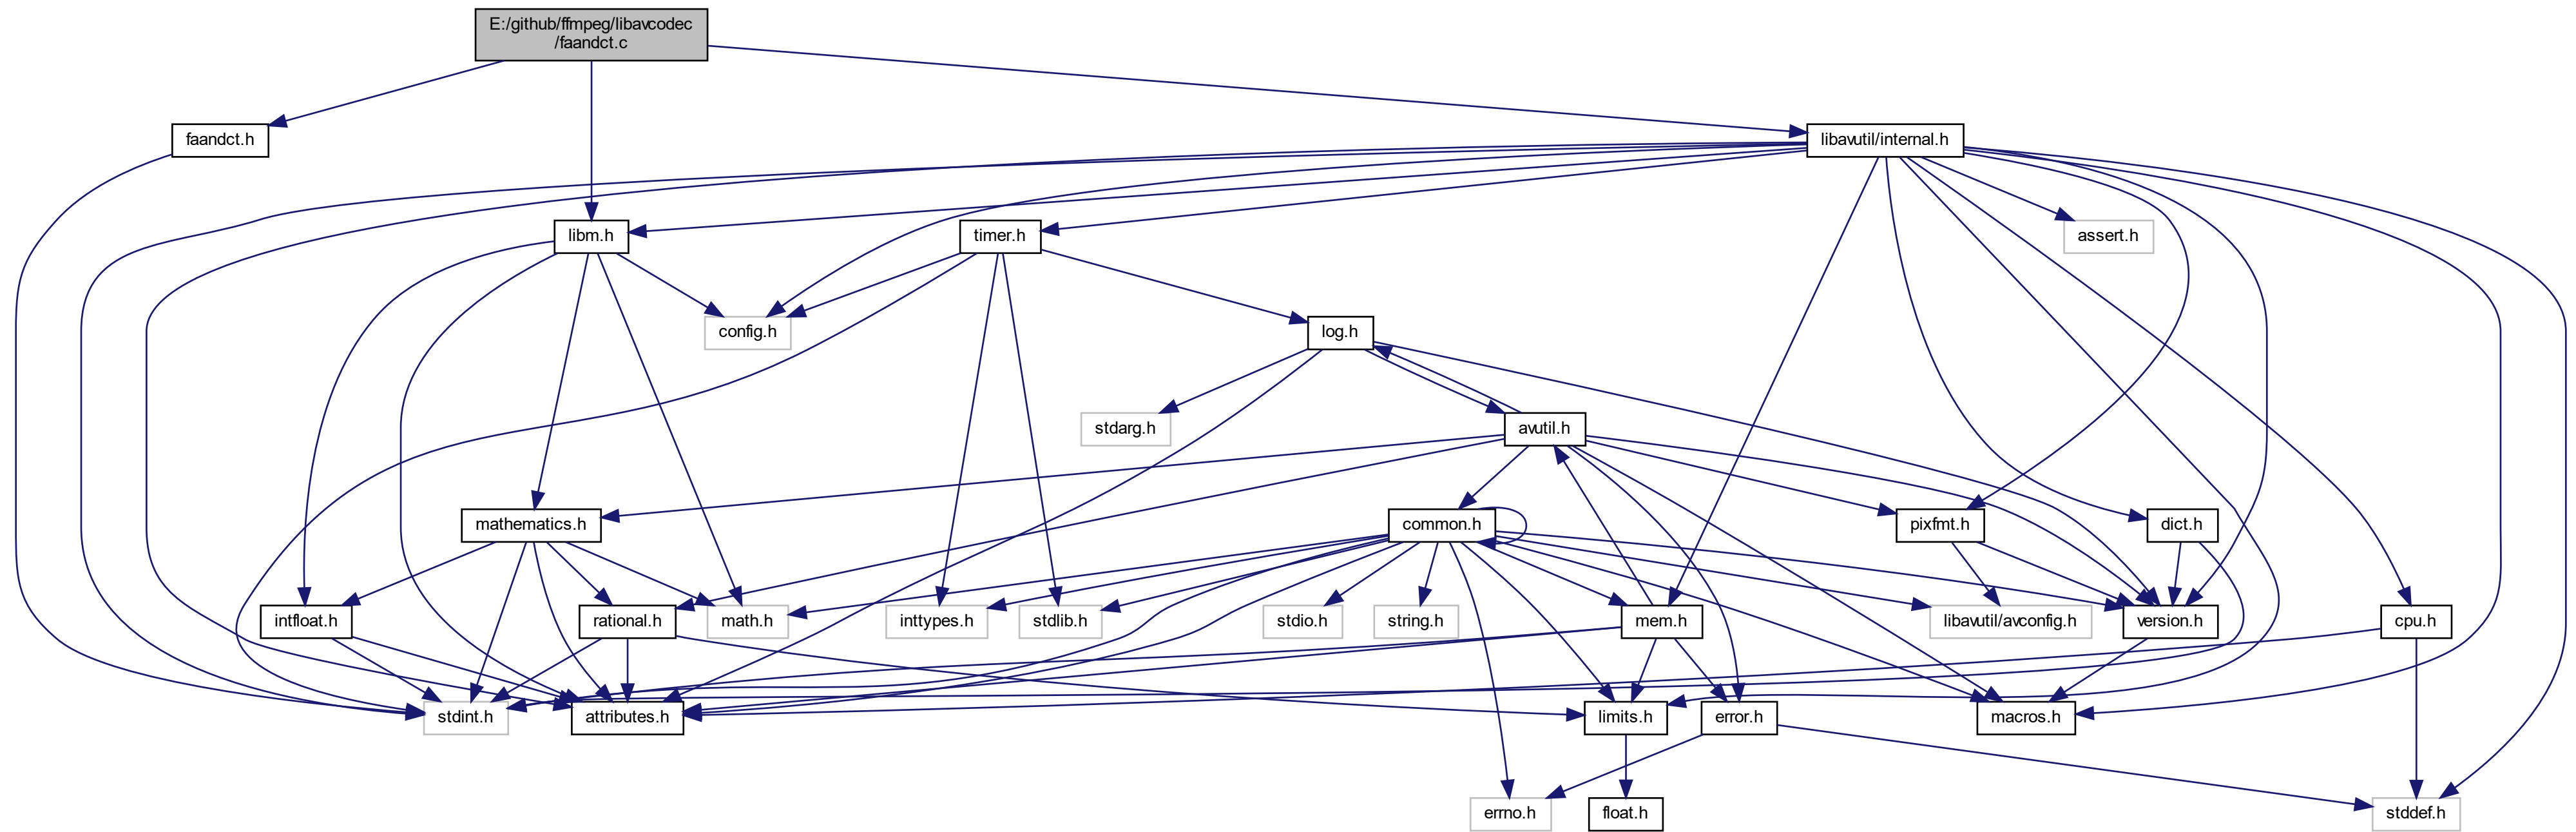 E:/github/ffmpeg/libavcodec
/faandct.c
faandct.h
libavutil/internal.h
libm.h
timer.h
assert.h
config.h
log.h
stdarg.h
avutil.h
mathematics.h
common.h
pixfmt.h
dict.h
intfloat.h
rational.h
math.h
inttypes.h
stdlib.h
stdio.h
string.h
mem.h
libavutil/avconfig.h
version.h
cpu.h
stdint.h
attributes.h
limits.h
error.h
macros.h
errno.h
float.h
stddef.h